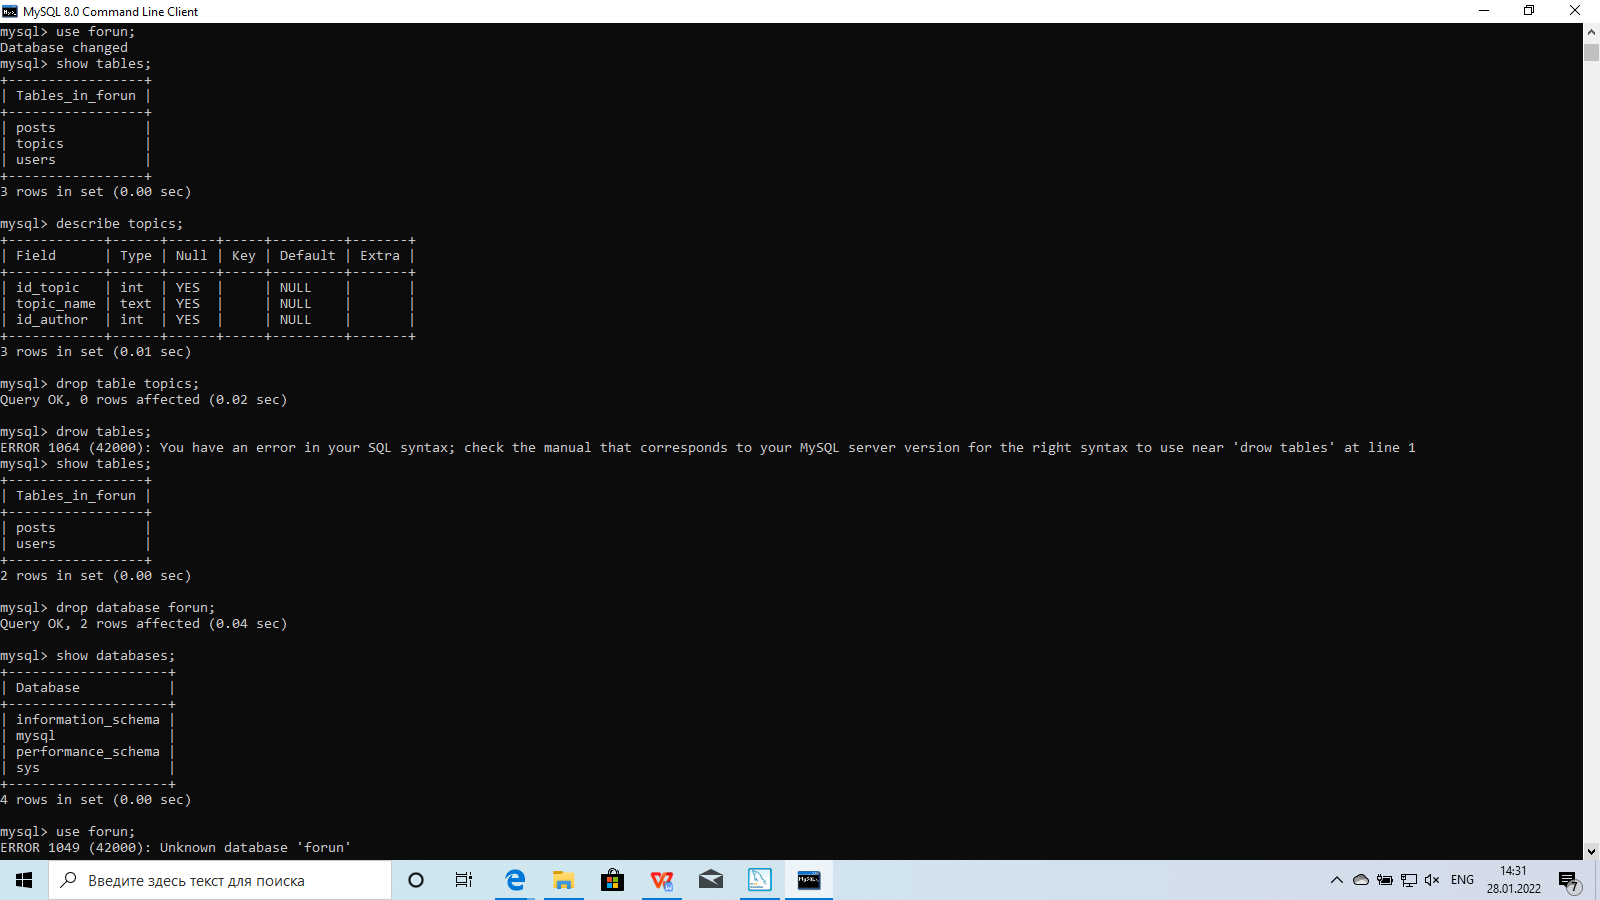 MySQL 8.0 Command Line Client
mysql> use forun;
Database changed
mysql> show tables;
+-----------------+
| Tables_in_forun |
+-----------------+
| posts           |
| topics          |
| users           |
+-----------------+
3 rows in set (0.00 sec)
mysql> describe topics;
+------------+------+------+-----+---------+-------+
| Field      | Type | Null | Key | Default | Extra |
+------------+------+------+-----+---------+-------+
| id_topic   | int  | YES  |     | NULL    |       |
| topic_name | text | YES  |     | NULL    |       |
| id_author  | int  | YES  |     | NULL    |       |
+------------+------+------+-----+---------+-------+
3 rows in set (0.01 sec)
mysql> drop table topics;
Query OK, 0 rows affected (0.02 sec)
mysql> drow tables;
ERROR 1064 (42000): You have an error in your SQL syntax; check the manual that corresponds to your MySQL server version for the right syntax to use near 'drow tables' at line 1
mysql> show tables;
+-----------------+
| Tables_in_forun |
+-----------------+
| posts           |
| users           |
+-----------------+
2 rows in set (0.00 sec)
mysql> drop database forun;
Query OK, 2 rows affected (0.04 sec)
mysql> show databases;
+--------------------+
| Database           |
+--------------------+
| information_schema |
| mysql              |
| performance_schema |
| sys                |
+--------------------+
4 rows in set (0.00 sec)
mysql> use forun;
ERROR 1049 (42000): Unknown database 'forun'
Введите здесь текст для поиска
ENG
14:31
28.01.2022
7